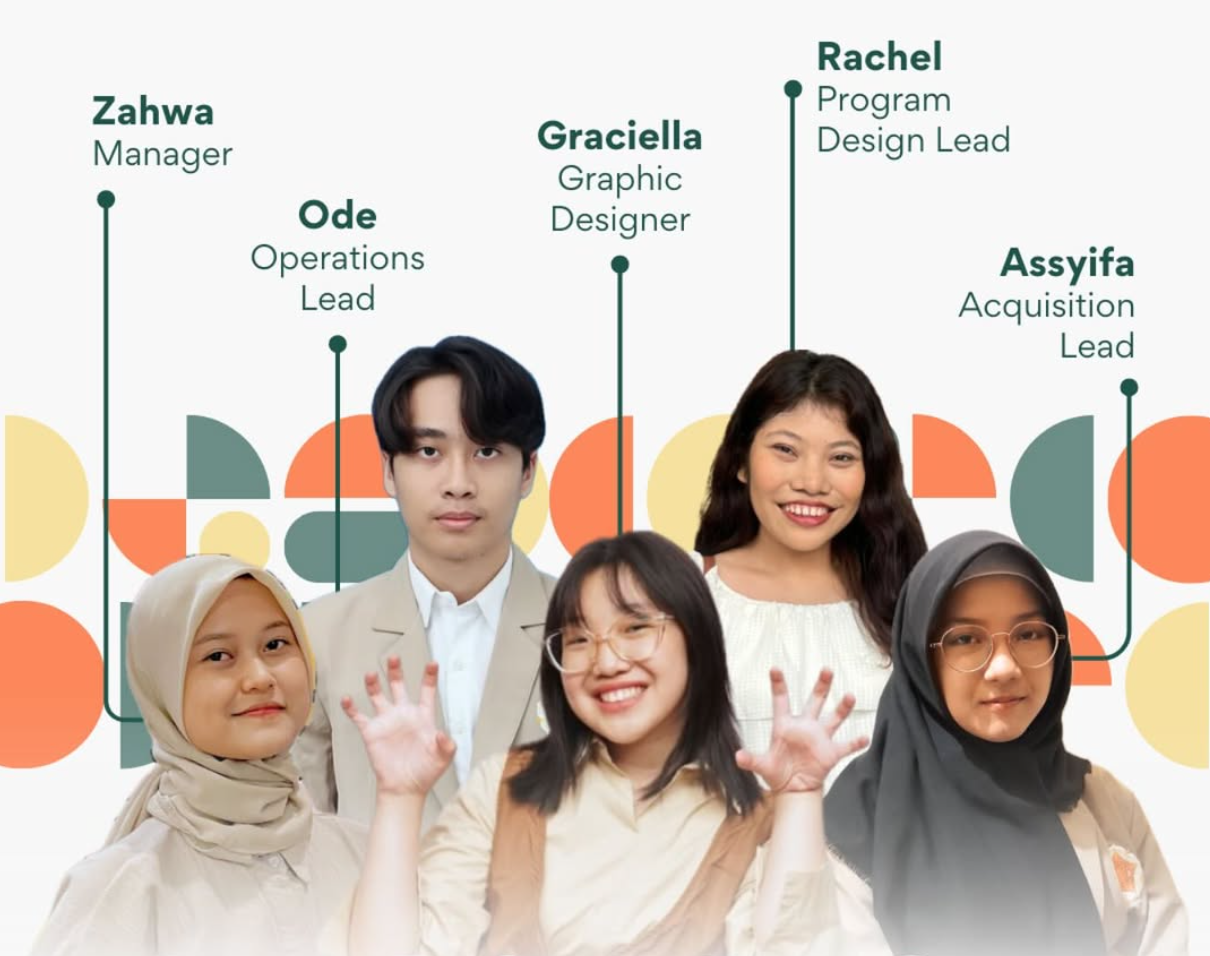 Zahwa
Manager
Ode
Operations
Lead
Graciella
Graphic
Designer
Rachel
Program
Design Lead
Assyifa
Acquisition
Lead